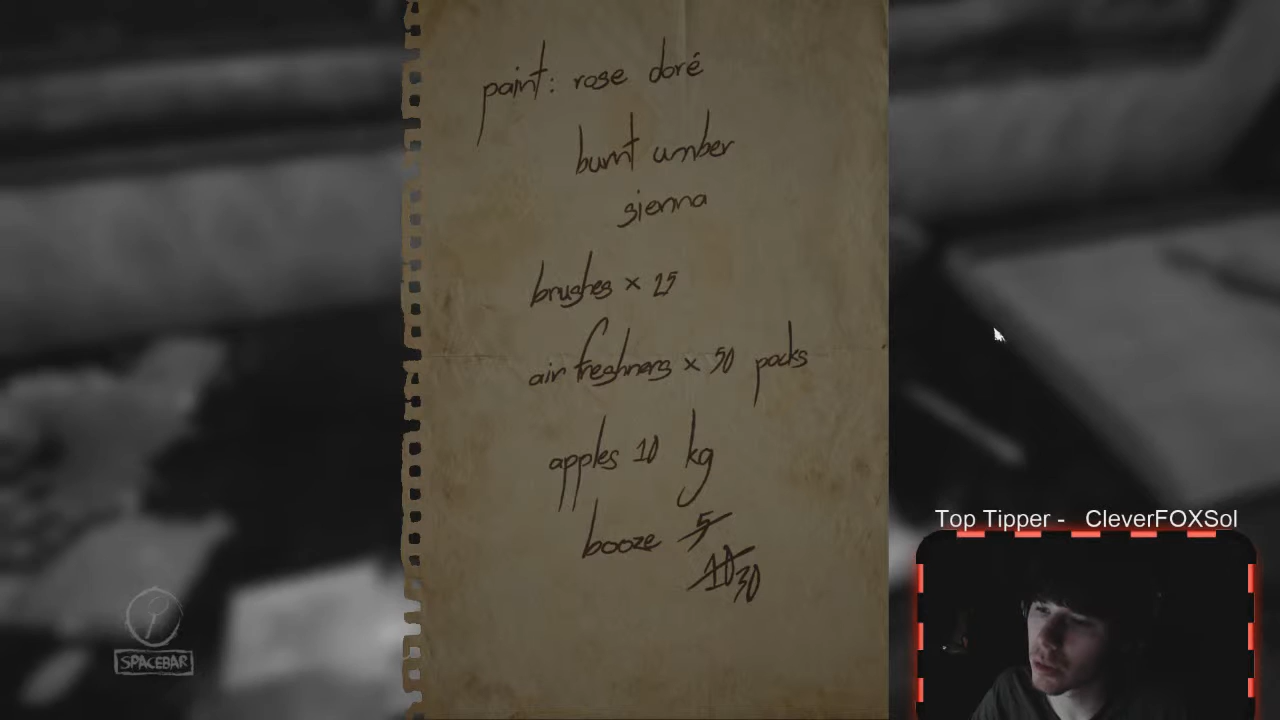 paint: rose doré
burnt umber
sienna
brushes x 25
air freshners x 50 packs
apples 10 kg
booze 5
10 30
SPACEBAR
Top Tipper - CleverFOXSol